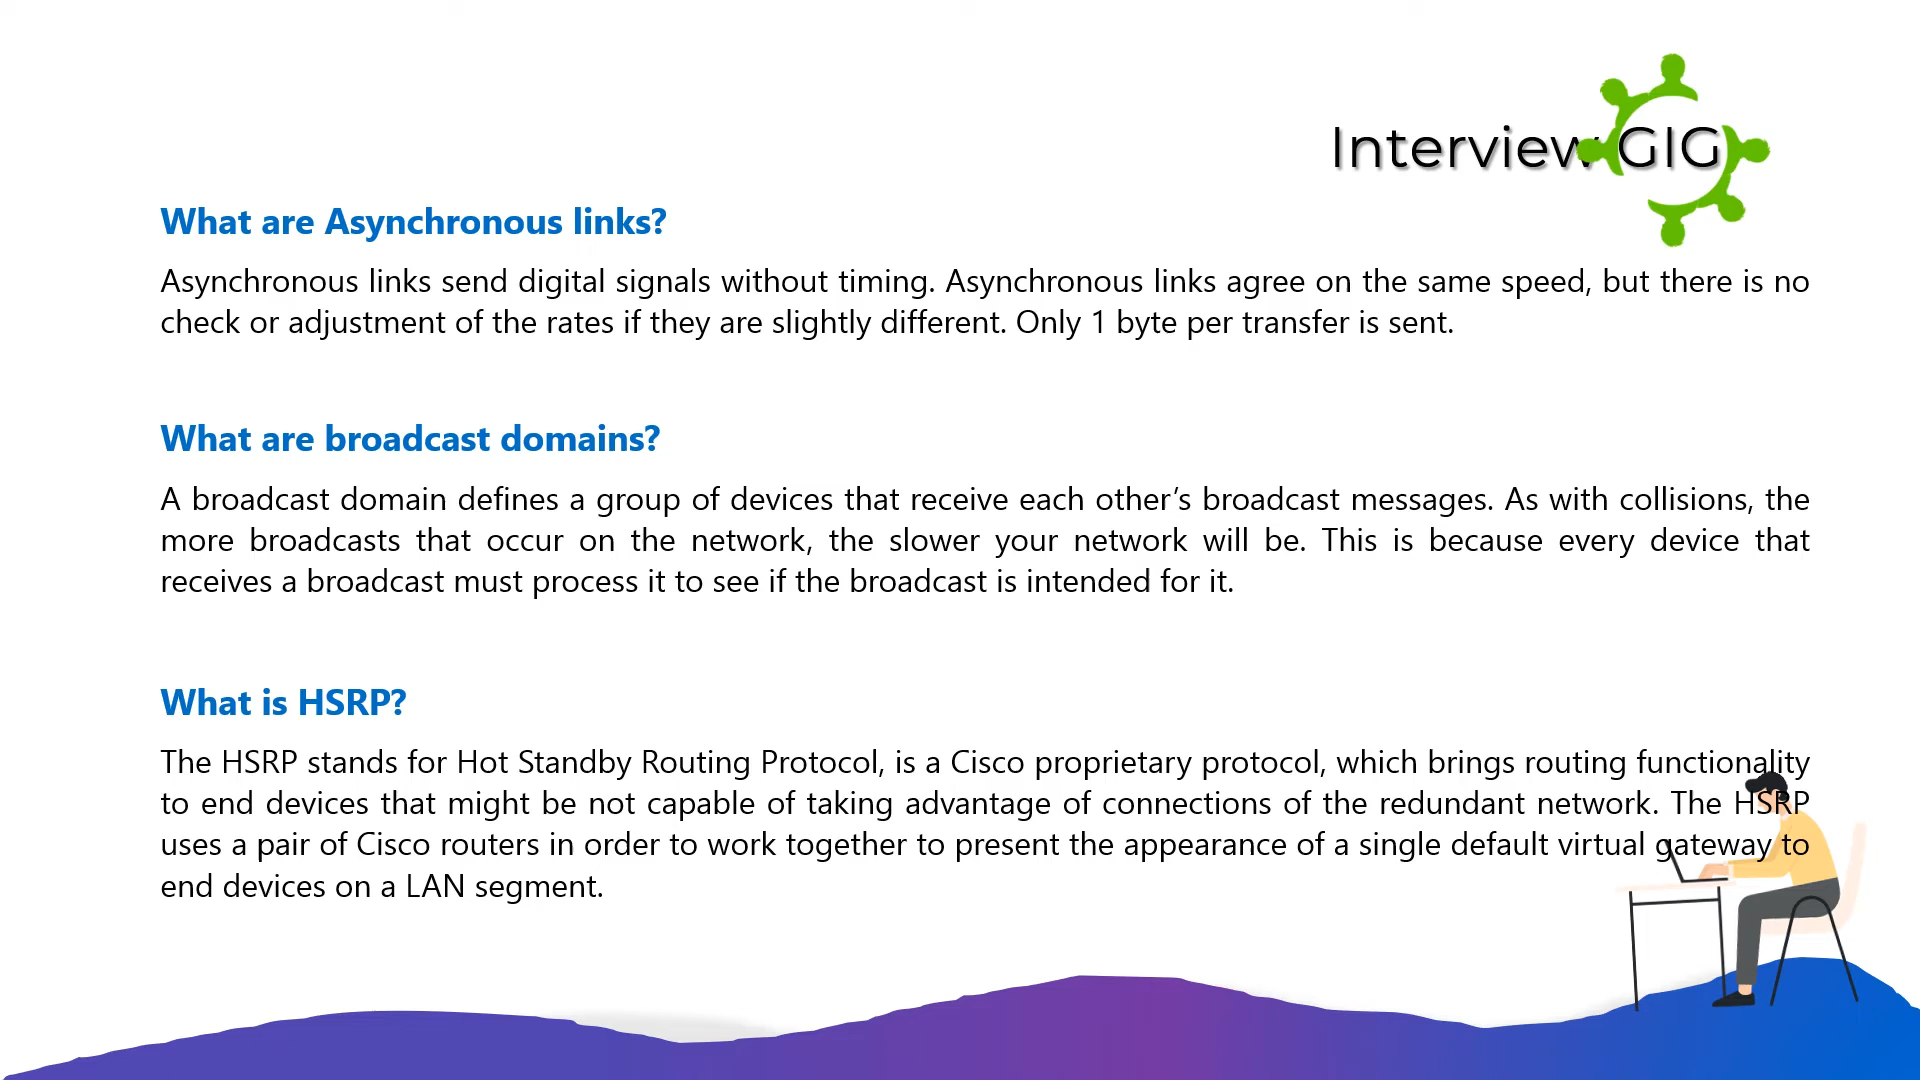 Interview GIG
What are Asynchronous links?
Asynchronous links send digital signals without timing. Asynchronous links agree on the same speed, but there is no
check or adjustment of the rates if they are slightly different. Only 1 byte per transfer is sent.
What are broadcast domains?
A broadcast domain defines a group of devices that receive each other’s broadcast messages. As with collisions, the
more broadcasts that occur on the network, the slower your network will be. This is because every device that
receives a broadcast must process it to see if the broadcast is intended for it.
What is HSRP?
The HSRP stands for Hot Standby Routing Protocol, is a Cisco proprietary protocol, which brings routing functionality
to end devices that might be not capable of taking advantage of connections of the redundant network. The HSRP
uses a pair of Cisco routers in order to work together to present the appearance of a single default virtual gateway to
end devices on a LAN segment.